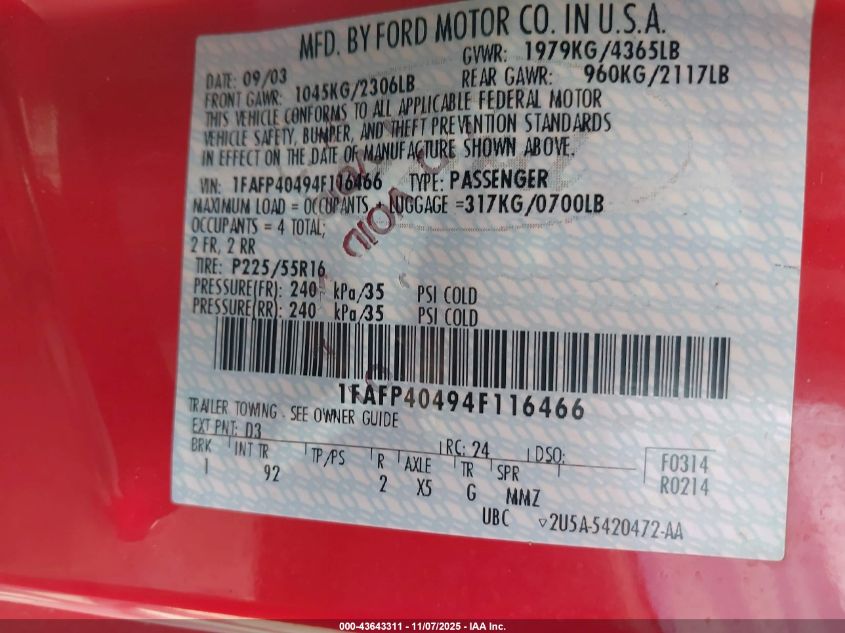 MFD. BY FORD MOTOR CO. IN U.S.A.
DATE: 09/03 GVWR: 1979KG/4365LB
FRONT GAWR: 1045KG/2306LB REAR GAWR: 960KG/2117LB
THIS VEHICLE CONFORMS TO ALL APPLICABLE FEDERAL MOTOR
VEHICLE SAFETY, BUMPER, AND THEFT PREVENTION STANDARDS
IN EFFECT ON THE DATE OF MANUFACTURE SHOWN ABOVE.
VIN: 1FAFP40494F116466 TYPE: PASSENGER
MAXIMUM LOAD = OCCUPANTS + LUGGAGE =317KG/0700LB
OCCUPANTS = 4 TOTAL;
2 FR, 2 RR
TIRE: P225/55R16
PRESSURE(FR): 240 kPa/35 PSI COLD
PRESSURE(RR): 240 kPa/35 PSI COLD
VOID
1FAFP40494F116466
TRAILER TOWING - SEE OWNER GUIDE
EXT PNT: D3 RC: 24 DSO: F0314
BRK INT TR TP/PS R AXLE TR SPR R0214
1 92 2 X5 G MMZ
UBC ▽2U5A-5420472-AA
000-43643311 - 11/07/2025 - IAA Inc.